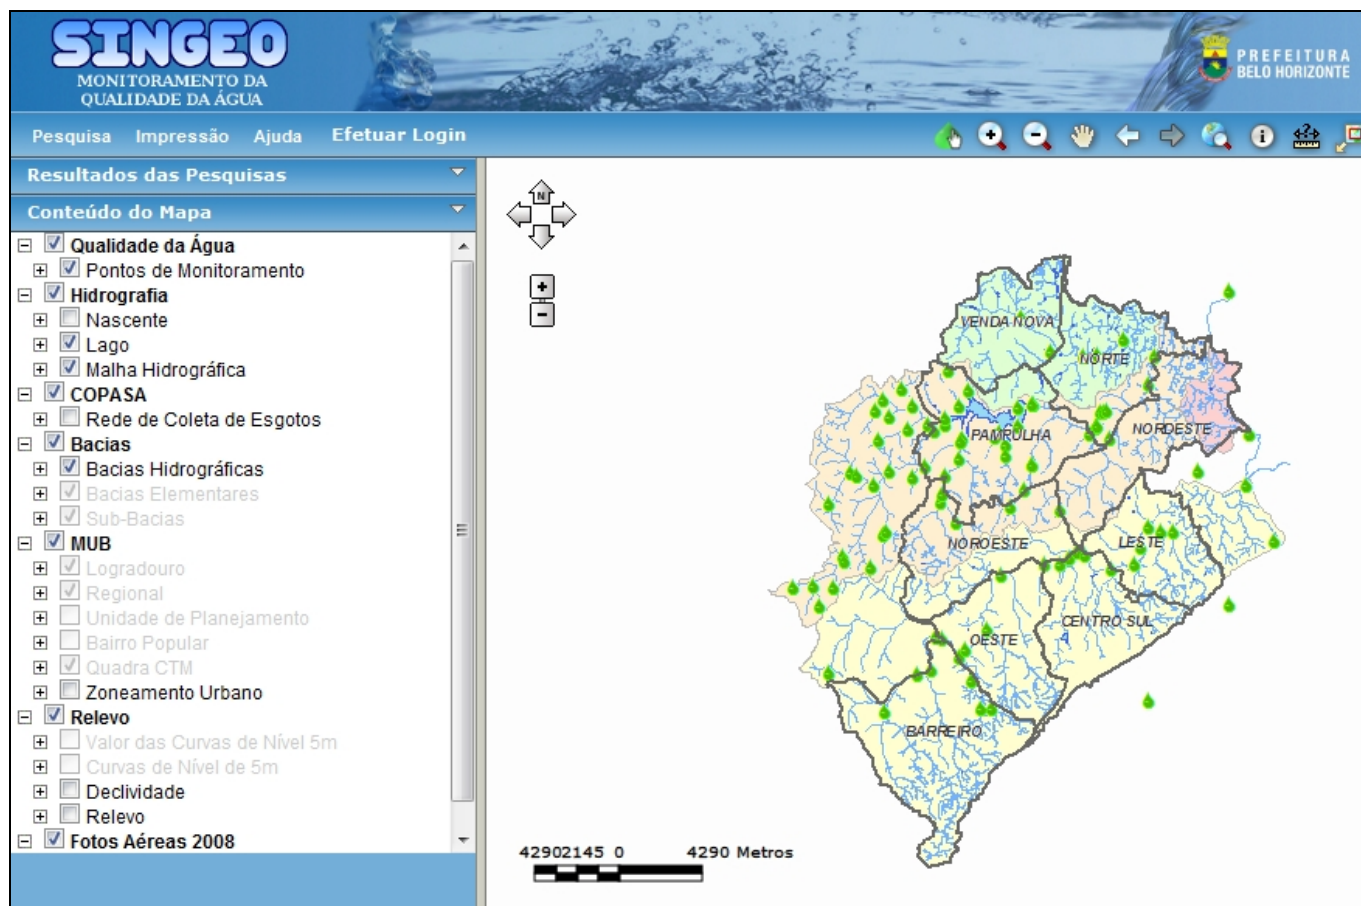 SINGEO
MONITORAMENTO DA
QUALIDADE DA ÁGUA
PREFEITURA
BELO HORIZONTE
Pesquisa Impressão Ajuda Efetuar Login
Resultados das Pesquisas
Conteúdo do Mapa
Qualidade da Água
Pontos de Monitoramento
Hidrografia
Nascente
Lago
Malha Hidrográfica
COPASA
Rede de Coleta de Esgotos
Bacias
Bacias Hidrográficas
Bacias Elementares
Sub-Bacias
MUB
Logradouro
Regional
Unidade de Planejamento
Bairro Popular
Quadra CTM
Zoneamento Urbano
Relevo
Valor das Curvas de Nível 5m
Curvas de Nível de 5m
Declividade
Relevo
Fotos Aéreas 2008
N
VENDA NOVA
NORTE
NORDESTE
PAMPULHA
NOROESTE
LESTE
CENTRO SUL
OESTE
BARREIRO
42902145 0 4290 Metros